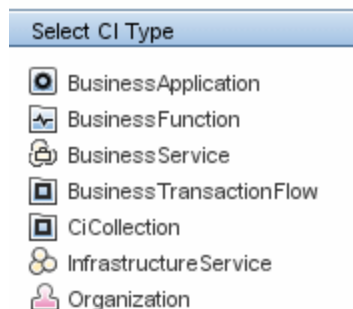 Select CI Type
BusinessApplication
BusinessFunction
BusinessService
BusinessTransactionFlow
CiCollection
InfrastructureService
Organization